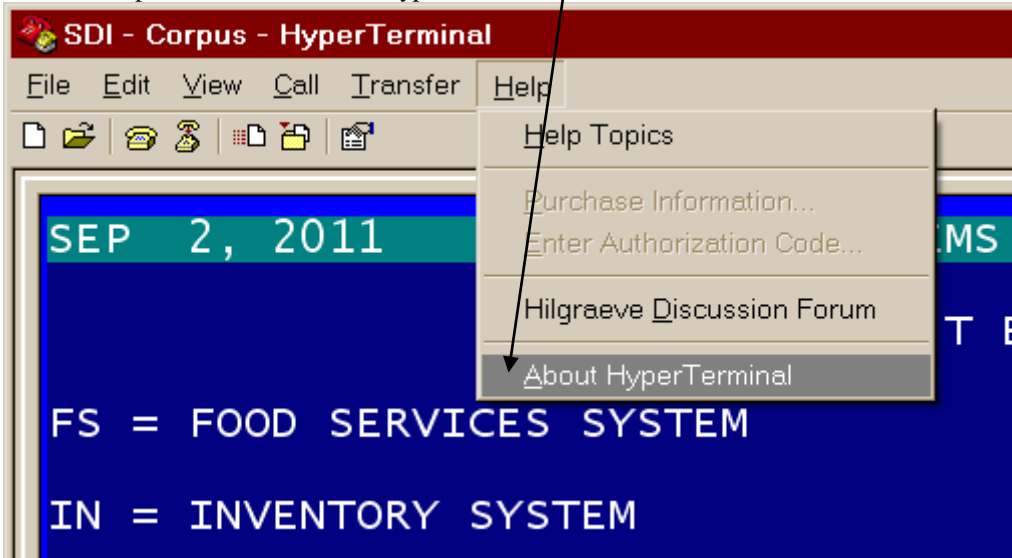 SDI - Corpus - HyperTerminal
File Edit View Call Transfer Help
Help Topics
Purchase Information...
Enter Authorization Code...
Hilgraeve Discussion Forum
About HyperTerminal
SEP 2, 2011 MS
T E
FS = FOOD SERVICES SYSTEM
IN = INVENTORY SYSTEM